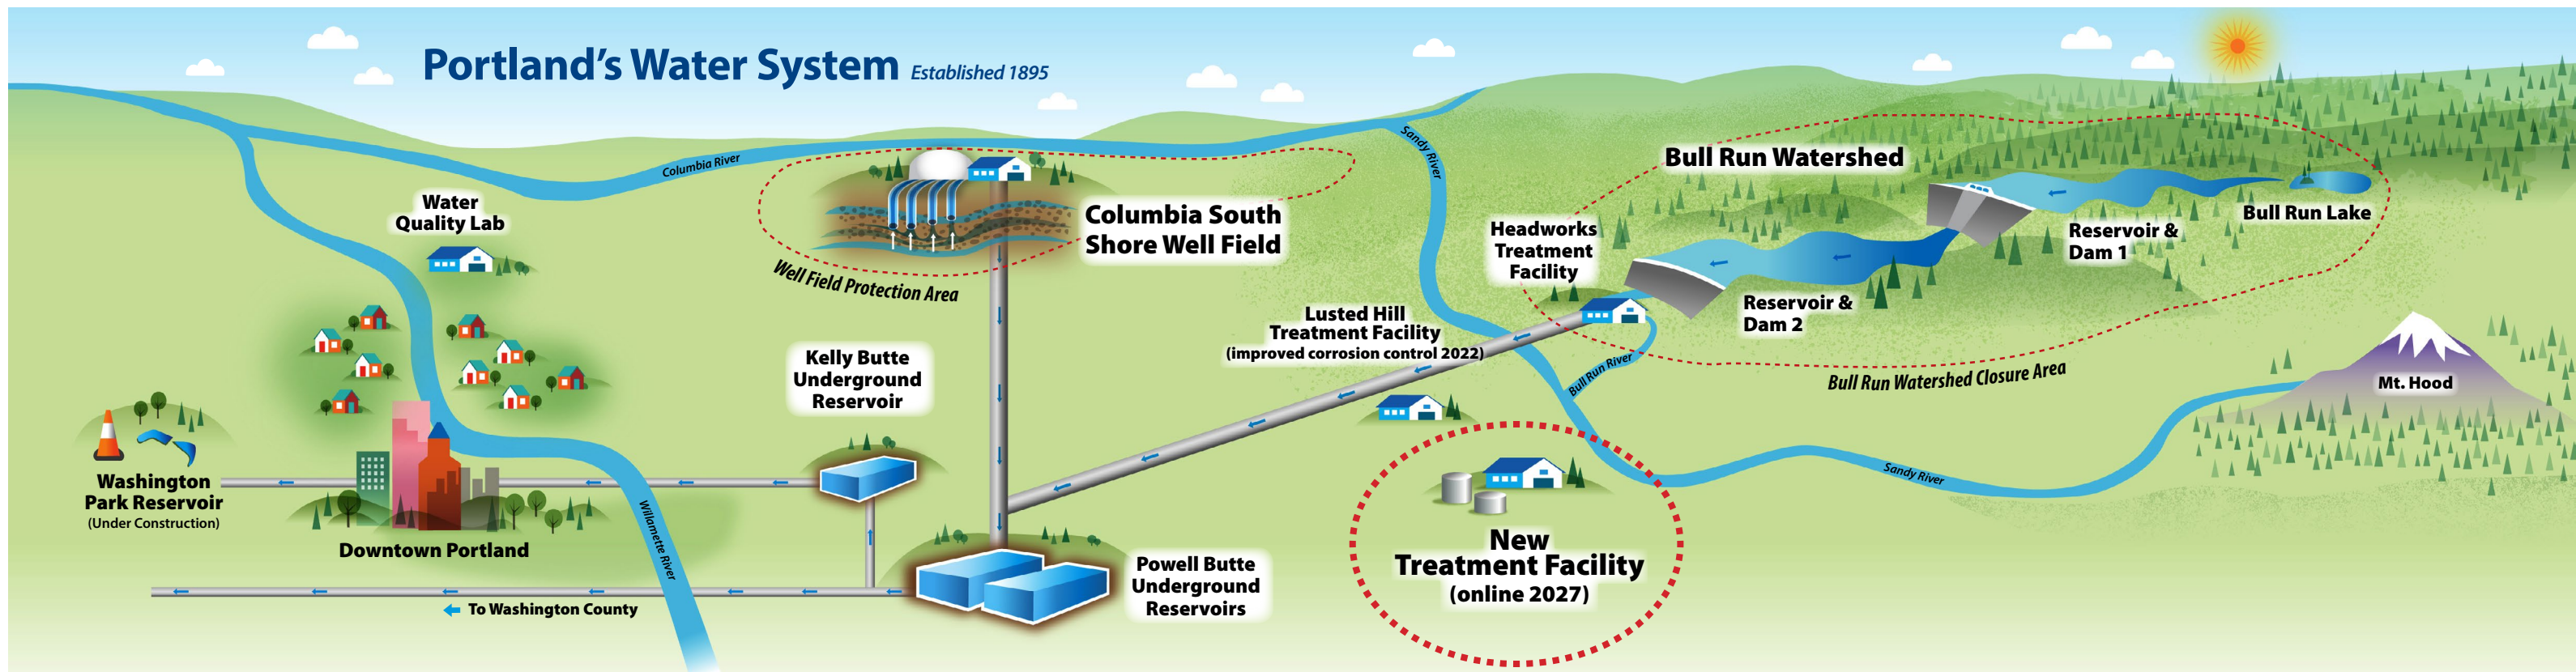 Portland's Water System Established 1895
Columbia River
Sandy River
Bull Run Watershed
Water
Quality Lab
Columbia South
Shore Well Field
Well Field Protection Area
Headworks
Treatment
Facility
Bull Run Lake
Reservoir &
Dam 1
Reservoir &
Dam 2
Lusted Hill
Treatment Facility
(improved corrosion control 2022)
Bull Run River
Bull Run Watershed Closure Area
Mt. Hood
Kelly Butte
Underground
Reservoir
Washington
Park Reservoir
(Under Construction)
Downtown Portland
Willamette River
Sandy River
New
Treatment Facility
(online 2027)
Powell Butte
Underground
Reservoirs
To Washington County